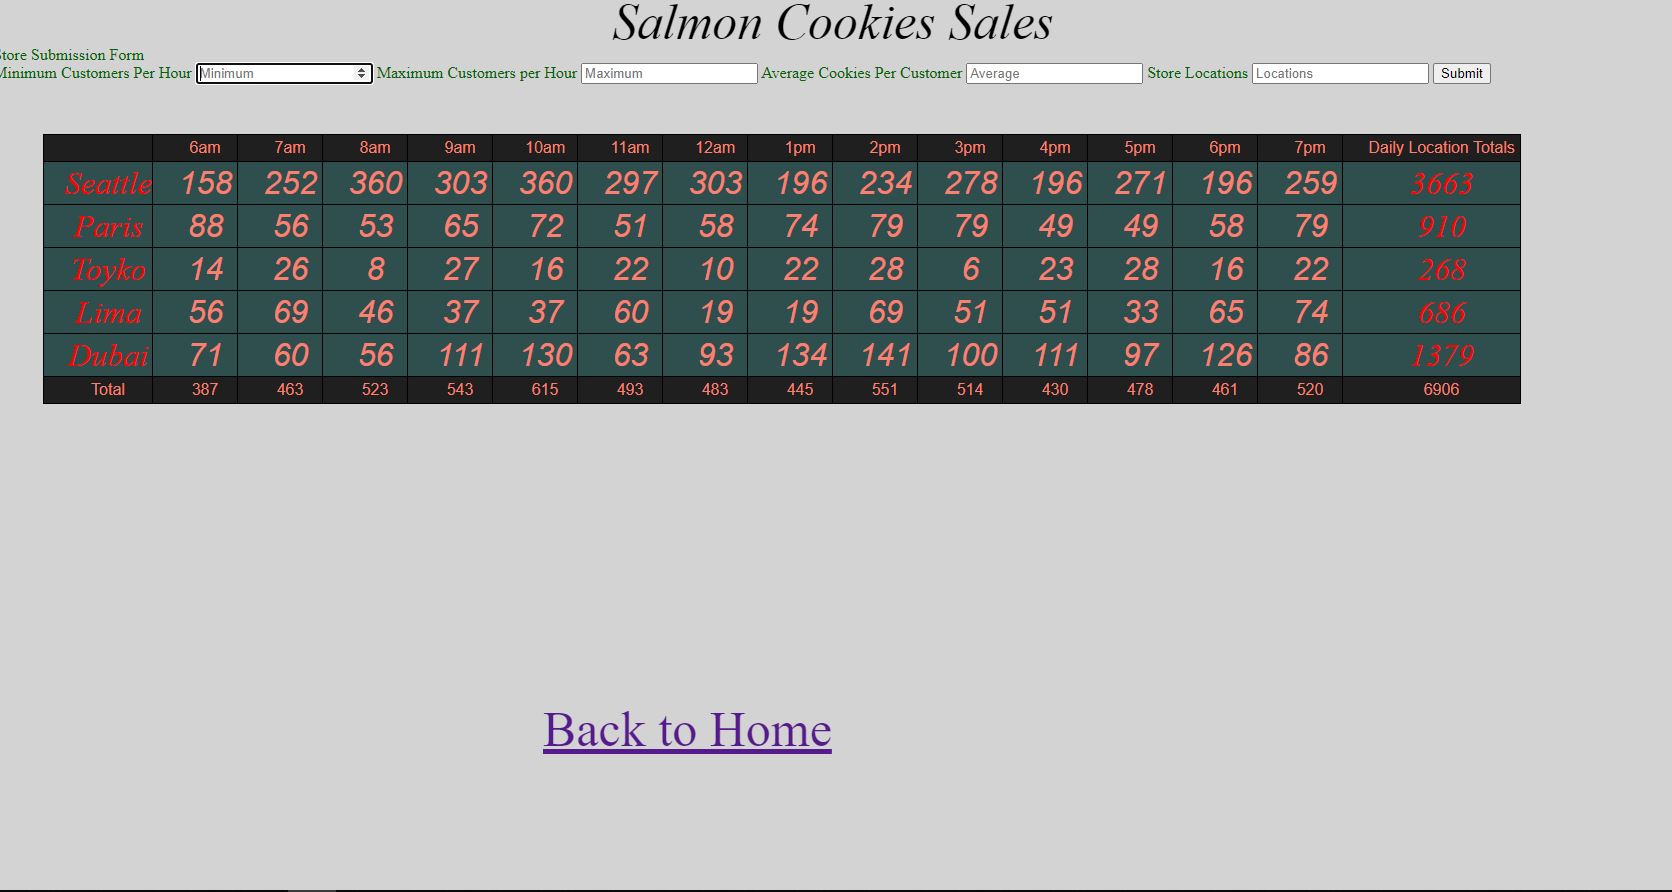 Salmon Cookies Sales
Store Submission Form
Minimum Customers Per Hour Minimum Maximum Customers per Hour Maximum Average Cookies Per Customer Average Store Locations Locations Submit
6am 7am 8am 9am 10am 11am 12am 1pm 2pm 3pm 4pm 5pm 6pm 7pm Daily Location Totals
Seattle 158 252 360 303 360 297 303 196 234 278 196 271 196 259 3663
Paris 88 56 53 65 72 51 58 74 79 79 49 49 58 79 910
Toyko 14 26 8 27 16 22 10 22 28 6 23 28 16 22 268
Lima 56 69 46 37 37 60 19 19 69 51 51 33 65 74 686
Dubai 71 60 56 111 130 63 93 134 141 100 111 97 126 86 1379
Total 387 463 523 543 615 493 483 445 551 514 430 478 461 520 6906
Back to Home